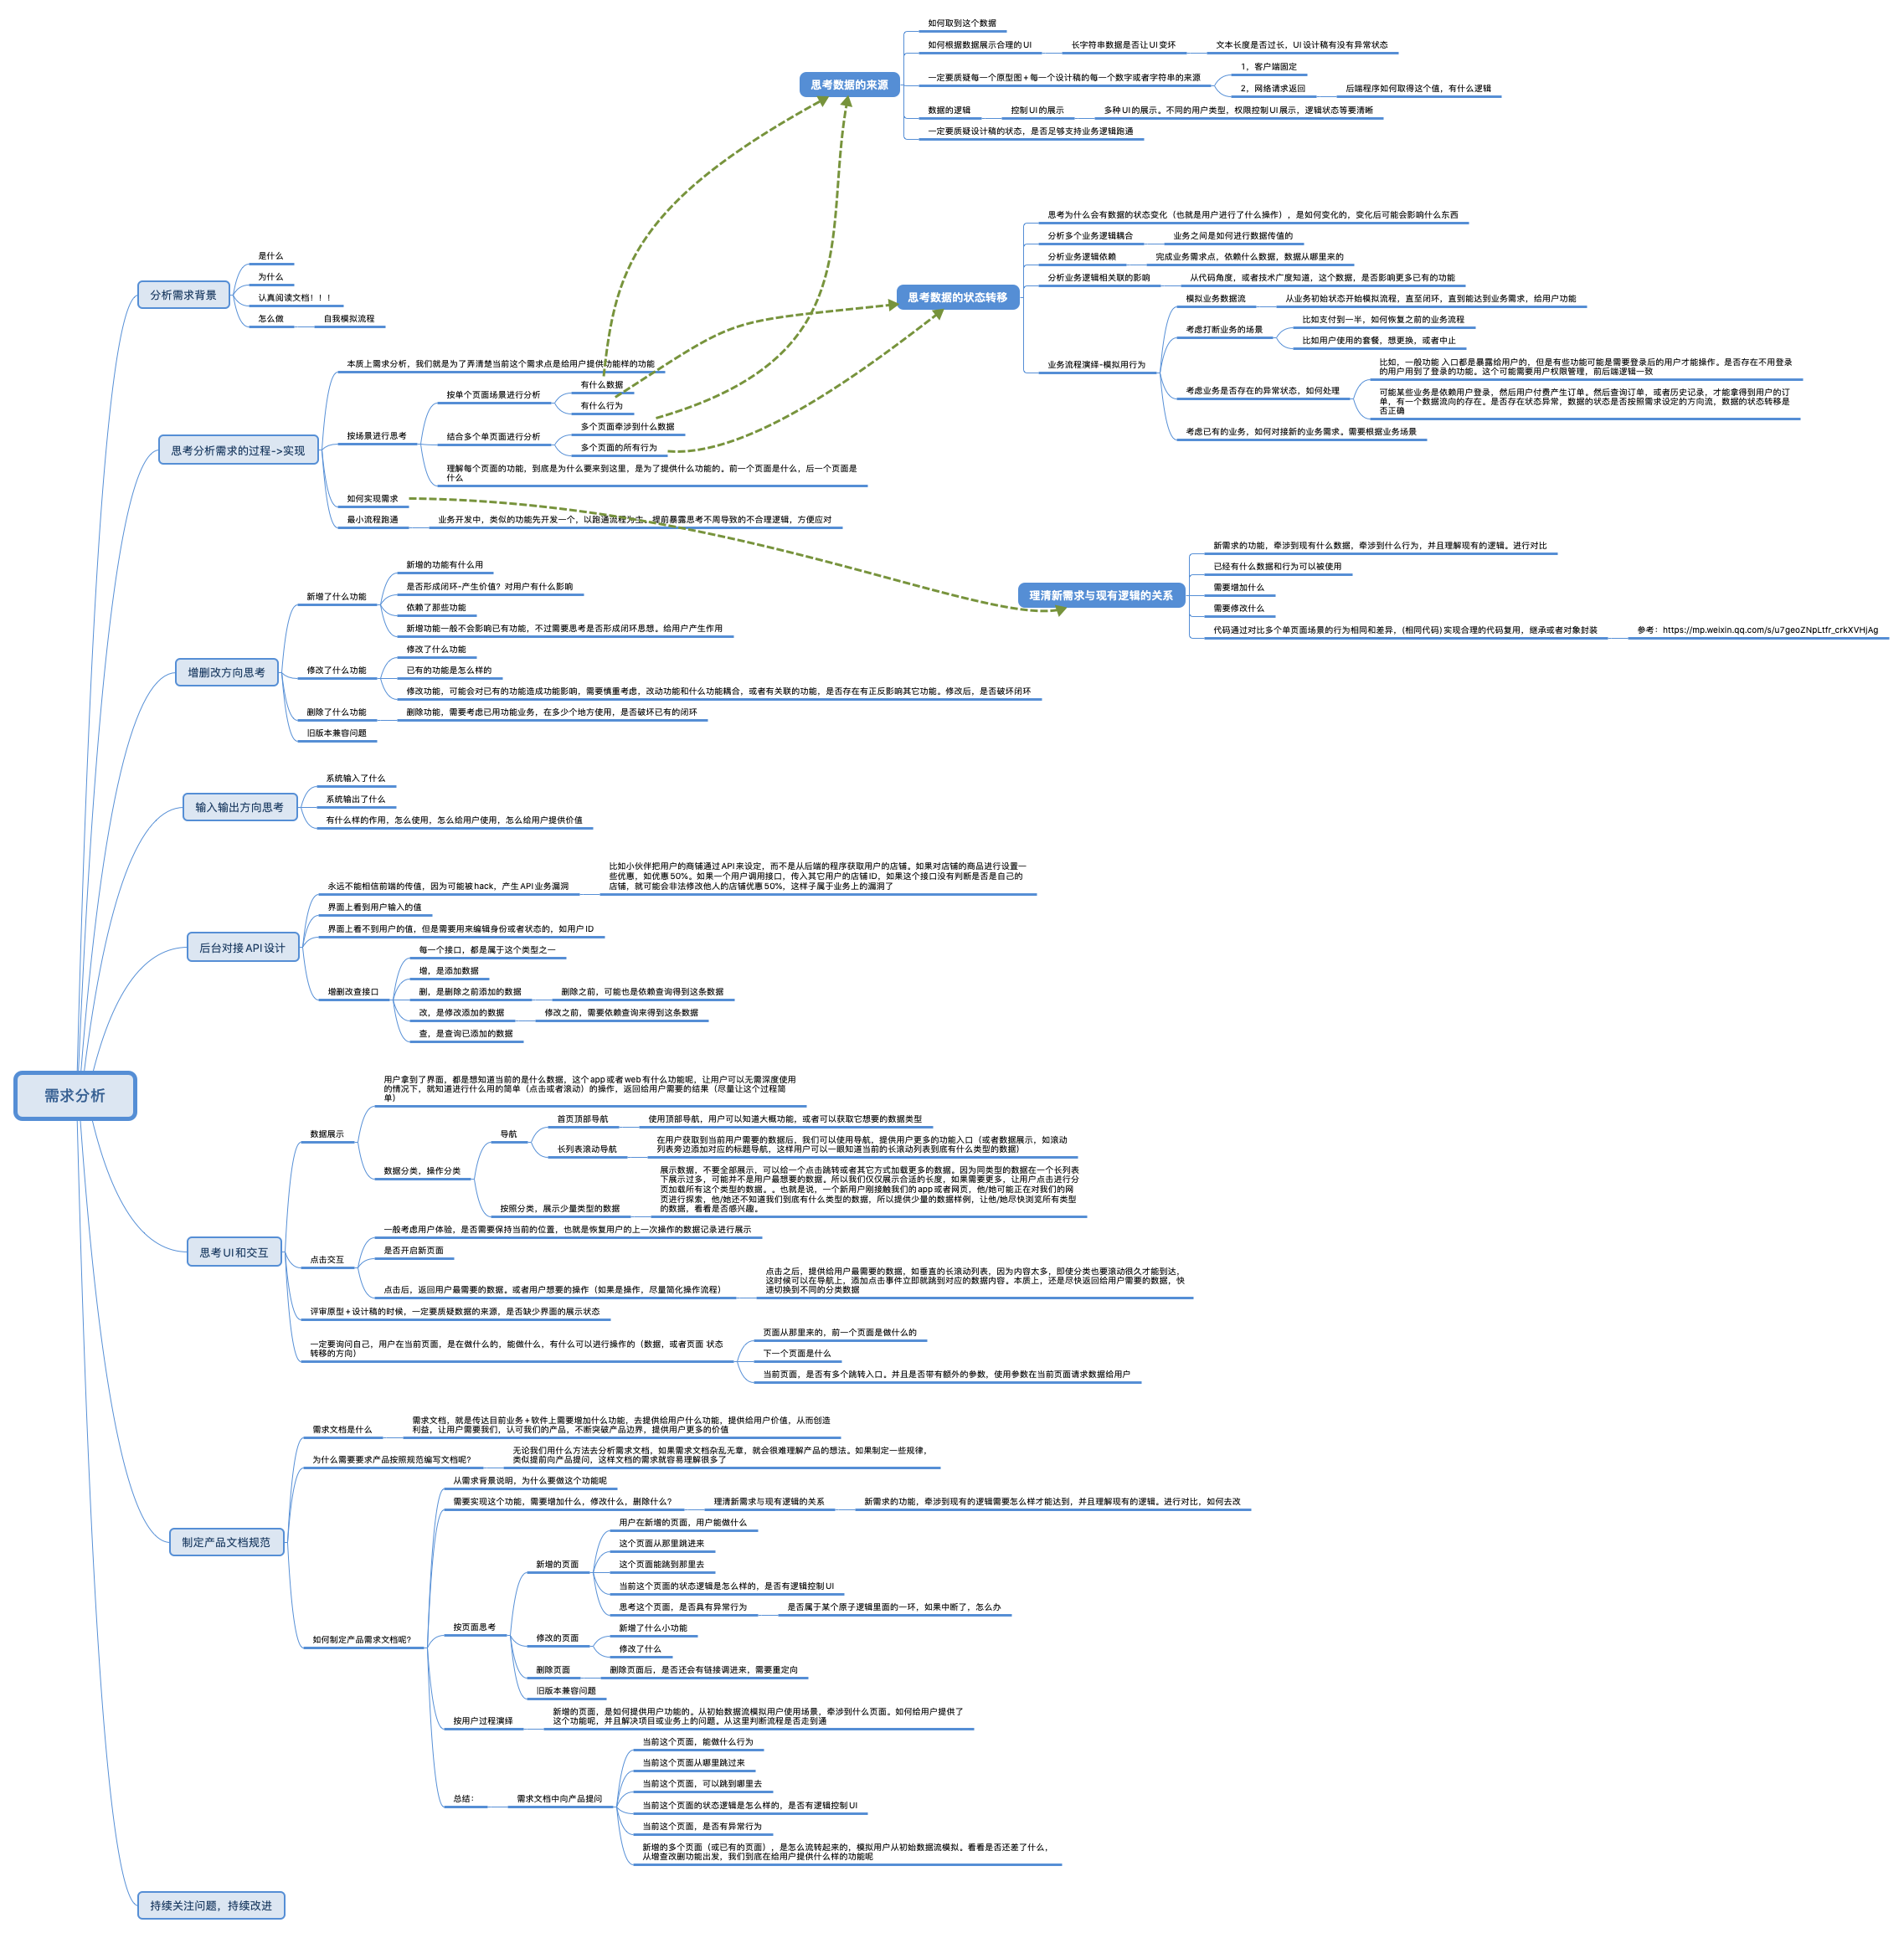 需求分析
分析需求背景
是什么
为什么
认真阅读文档！！！
怎么做
自我模拟流程
思考分析需求的过程->实现
本质上需求分析，我们就是为了弄清楚当前这个需求点是给用户提供功能样的功能
按场景进行思考
按单个页面场景进行分析
有什么数据
有什么行为
结合多个单页面进行分析
多个页面牵涉到什么数据
多个页面的所有行为
理解每个页面的功能，到底是为什么要来到这里，是为了提供什么功能的。前一个页面是什么，后一个页面是
什么
如何实现需求
最小流程跑通
业务开发中，类似的功能先开发一个，以跑通流程为主，提前暴露思考不周导致的不合理逻辑，方便应对
思考数据的来源
如何取到这个数据
如何根据数据展示合理的UI
长字符串数据是否让UI变坏
文本长度是否过长，UI设计稿有没有异常状态
一定要质疑每一个原型图+每一个设计稿的每一个数字或者字符串的来源
1，客户端固定
2，网络请求返回
后端程序如何取得这个值，有什么逻辑
数据的逻辑
控制UI的展示
多种UI的展示。不同的用户类型，权限控制UI展示，逻辑状态等要清晰
一定要质疑设计稿的状态，是否足够支持业务逻辑跑通
思考数据的状态转移
思考为什么会有数据的状态变化（也就是用户进行了什么操作），是如何变化的，变化后可能会影响什么东西
分析多个业务逻辑耦合
业务之间是如何进行数据传值的
分析业务逻辑依赖
完成业务需求点，依赖什么数据，数据从哪里来的
分析业务逻辑相关联的影响
从代码角度，或者技术广度知道，这个数据，是否影响更多已有的功能
业务流程演绎-模拟用行为
模拟业务数据流
从业务初始状态开始模拟流程，直至闭环，直到能达到业务需求，给用户功能
考虑打断业务的场景
比如支付到一半，如何恢复之前的业务流程
比如用户使用的套餐，想更换，或者中止
考虑业务是否存在的异常状态，如何处理
比如，一般功能 入口都是暴露给用户的，但是有些功能可能是需要登录后的用户才能操作。是否存在不用登录
的用户用到了登录的功能。这个可能需要用户权限管理，前后端逻辑一致
可能某些业务是依赖用户登录，然后用户付费产生订单。然后查询订单，或者历史记录，才能拿得到用户的订
单，有一个数据流向的存在。是否存在状态异常，数据的状态是否按照需求设定的方向流，数据的状态转移是
否正确
考虑已有的业务，如何对接新的业务需求。需要根据业务场景
理清新需求与现有逻辑的关系
新需求的功能，牵涉到现有什么数据，牵涉到什么行为，并且理解现有的逻辑。进行对比
已经有什么数据和行为可以被使用
需要增加什么
需要修改什么
代码通过对比多个单页面场景的行为相同和差异，(相同代码) 实现合理的代码复用，继承或者对象封装
参考：https://mp.weixin.qq.com/s/u7geoZNpLtfr_crkXVHjAg
增删改方向思考
新增了什么功能
新增的功能有什么用
是否形成闭环-产生价值？对用户有什么影响
依赖了那些功能
新增功能一般不会影响已有功能，不过需要思考是否形成闭环思想。给用户产生作用
修改了什么功能
修改了什么功能
已有的功能是怎么样的
修改功能，可能会对已有的功能造成功能影响，需要慎重考虑，改动功能和什么功能耦合，或者有关联的功能，是否存在有正反影响其它功能。修改后，是否破坏闭环
删除了什么功能
删除功能，需要考虑已用功能业务，在多少个地方使用，是否破坏已有的闭环
旧版本兼容问题
输入输出方向思考
系统输入了什么
系统输出了什么
有什么样的作用，怎么使用，怎么给用户使用，怎么给用户提供价值
后台对接API设计
永远不能相信前端的传值，因为可能被hack，产生API业务漏洞
比如小伙伴把用户的商铺通过API来设定，而不是从后端的程序获取用户的店铺。如果对店铺的商品进行设置一
些优惠，如优惠50%。如果一个用户调用接口，传入其它用户的店铺ID，如果这个接口没有判断是否是自己的
店铺，就可能会非法修改他人的店铺优惠50%，这样子属于业务上的漏洞了
界面上看到用户输入的值
界面上看不到用户的值，但是需要用来编辑身份或者状态的，如用户ID
增删改查接口
每一个接口，都是属于这个类型之一
增，是添加数据
删，是删除之前添加的数据
删除之前，可能也是依赖查询得到这条数据
改，是修改添加的数据
修改之前，需要依赖查询来得到这条数据
查，是查询已添加的数据
思考UI和交互
数据展示
用户拿到了界面，都是想知道当前的是什么数据，这个app或者web有什么功能呢，让用户可以无需深度使用
的情况下，就知道进行什么用的简单（点击或者滚动）的操作，返回给用户需要的结果（尽量让这个过程简
单）
数据分类，操作分类
导航
首页顶部导航
使用顶部导航，用户可以知道大概功能，或者可以获取它想要的数据类型
长列表滚动导航
在用户获取到当前用户需要的数据后，我们可以使用导航，提供用户更多的功能入口（或者数据展示，如滚动
列表旁边添加对应的标题导航，这样用户可以一眼知道当前的长滚动列表到底有什么类型的数据）
按照分类，展示少量类型的数据
展示数据，不要全部展示，可以给一个点击跳转或者其它方式加载更多的数据。因为同类型的数据在一个长列表
下展示过多，可能并不是用户最想要的数据。所以我们仅仅展示合适的长度，如果需要更多，让用户点击进行分
页加载所有这个类型的数据。。也就是说，一个新用户刚接触我们的app或者网页，他/她可能正在对我们的网
页进行探索，他/她还不知道我们到底有什么类型的数据，所以提供少量的数据样例，让他/她尽快浏览所有类型
的数据，看看是否感兴趣。
点击交互
一般考虑用户体验，是否需要保持当前的位置，也就是恢复用户的上一次操作的数据记录进行展示
是否开启新页面
点击后，返回用户最需要的数据。或者用户想要的操作（如果是操作，尽量简化操作流程）
点击之后，提供给用户最需要的数据，如垂直的长滚动列表，因为内容太多，即使分类也要滚动很久才能到达，
这时候可以在导航上，添加点击事件立即就跳到对应的数据内容。本质上，还是尽快返回给用户需要的数据，快
速切换到不同的分类数据
评审原型+设计稿的时候，一定要质疑数据的来源，是否缺少界面的展示状态
一定要询问自己，用户在当前页面，是在做什么的，能做什么，有什么可以进行操作的（数据，或者页面 状态
转移的方向）
页面从那里来的，前一个页面是做什么的
下一个页面是什么
当前页面，是否有多个跳转入口。并且是否带有额外的参数，使用参数在当前页面请求数据给用户
制定产品文档规范
需求文档是什么
需求文档，就是传达目前业务+软件上需要增加什么功能，去提供给用户什么功能，提供给用户价值，从而创造
利益，让用户需要我们，认可我们的产品，不断突破产品边界，提供用户更多的价值
为什么需要要求产品按照规范编写文档呢？
无论我们用什么方法去分析需求文档，如果需求文档杂乱无章，就会很难理解产品的想法。如果制定一些规律，
类似提前向产品提问，这样文档的需求就容易理解很多了
如何制定产品需求文档呢？
从需求背景说明，为什么要做这个功能呢
需要实现这个功能，需要增加什么，修改什么，删除什么？
理清新需求与现有逻辑的关系
新需求的功能，牵涉到现有的逻辑需要怎么样才能达到，并且理解现有的逻辑。进行对比，如何去改
按页面思考
新增的页面
用户在新增的页面，用户能做什么
这个页面从那里跳进来
这个页面能跳到那里去
当前这个页面的状态逻辑是怎么样的，是否有逻辑控制UI
思考这个页面，是否具有异常行为
是否属于某个原子逻辑里面的一环，如果中断了，怎么办
修改的页面
新增了什么小功能
修改了什么
删除页面
删除页面后，是否还会有链接调进来，需要重定向
旧版本兼容问题
按用户过程演绎
新增的页面，是如何提供用户功能的。从初始数据流模拟用户使用场景，牵涉到什么页面。如何给用户提供了
这个功能呢，并且解决项目或业务上的问题。从这里判断流程是否走到通
总结：
需求文档中向产品提问
当前这个页面，能做什么行为
当前这个页面从哪里跳过来
当前这个页面，可以跳到哪里去
当前这个页面的状态逻辑是怎么样的，是否有逻辑控制UI
当前这个页面，是否有异常行为
新增的多个页面（或已有的页面），是怎么流转起来的，模拟用户从初始数据流模拟。看看是否还差了什么，
从增查改删功能出发，我们到底在给用户提供什么样的功能呢
持续关注问题，持续改进